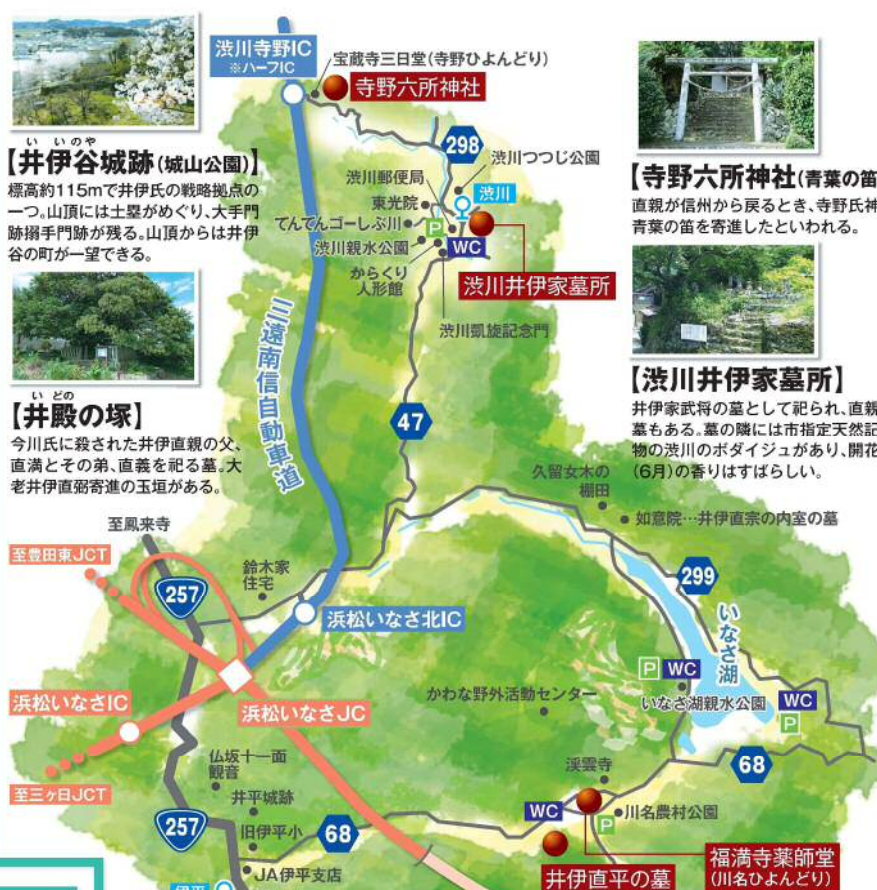 渋川寺野IC
※ハーフIC
宝蔵寺三日堂(寺野ひよんどり)
寺野六所神社
298
渋川つつじ公園
渋川郵便局
渋川
東光院
てんてんゴーしぶ川
P
渋川親水公園
WC
からくり
人形館
渋川井伊家墓所
渋川凱旋記念門
いいのや
【井伊谷城跡(城山公園)】
標高約115mで井伊氏の戦略拠点の
一つ。山頂には土塁がめぐり、大手門
跡搦手門跡が残る。山頂からは井伊
谷の町が一望できる。
いどの
【井殿の塚】
今川氏に殺された井伊直親の父、
直満とその弟、直義を祀る墓。大
老井伊直弼寄進の玉垣がある。
【寺野六所神社(青葉の笛
直親が信州から戻るとき、寺野氏神
青葉の笛を寄進したといわれる。
【渋川井伊家墓所】
井伊家武将の墓として祀られ、直親
墓もある。墓の隣には市指定天然記
物の渋川のボダイジュがあり、開花
(6月)の香りはすばらしい。
三遠南信自動車道
47
久留女木の
棚田
如意院…井伊直宗の内室の墓
至鳳来寺
至豊田東JCT
257
鈴木家
住宅
浜松いなさ北IC
299
いなさ湖
P
WC
いなさ湖親水公園
WC
P
浜松いなさIC
浜松いなさJC
かわな野外活動センター
至三ヶ日JCT
仏坂十一面
観音
井平城跡
257
旧伊平小
68
JA伊平支店
伊平
渓雲寺
68
WC
川名農村公園
P
井伊直平の墓
福満寺薬師堂
(川名ひよんどり)